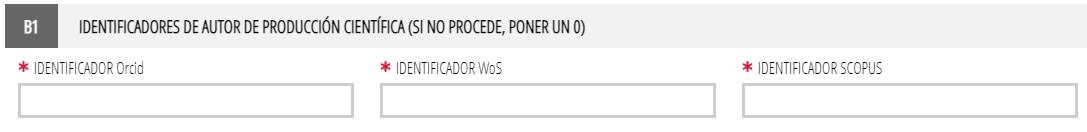 B1 IDENTIFICADORES DE AUTOR DE PRODUCCIÓN CIENTÍFICA (SI NO PROCEDE, PONER UN 0)
* IDENTIFICADOR Orcid * IDENTIFICADOR WoS * IDENTIFICADOR SCOPUS